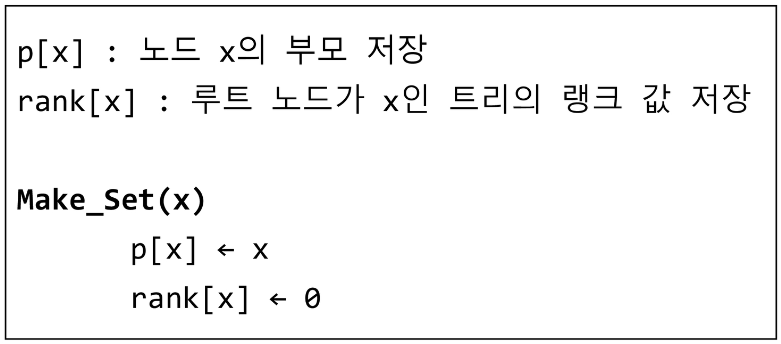 p[x] : 노드 x의 부모 저장
rank[x] : 루트 노드가 x인 트리의 랭크 값 저장
Make_Set(x)
p[x] ← x
rank[x] ← 0